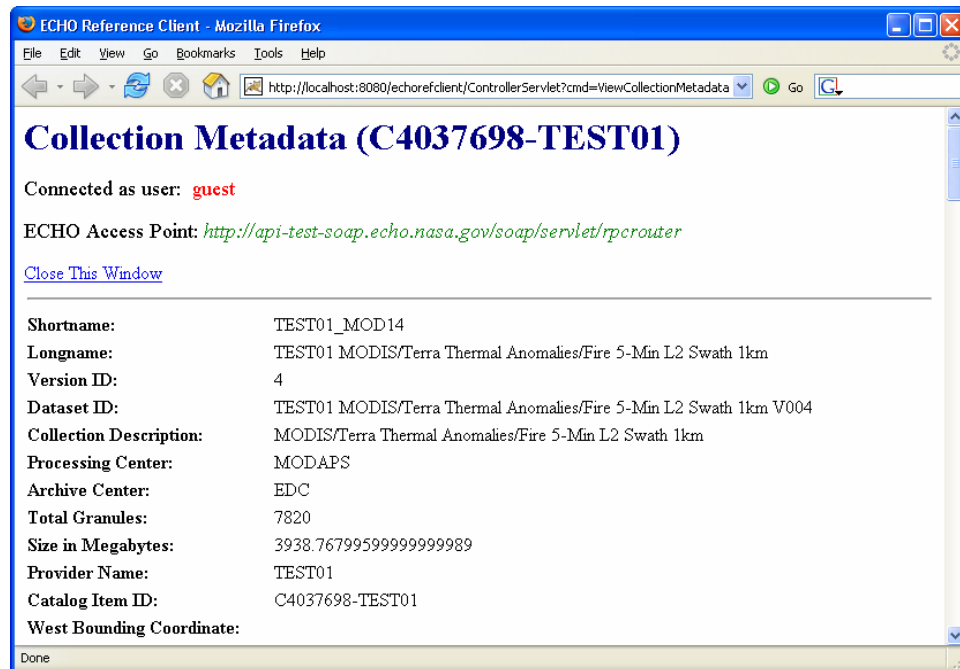 ECHO Reference Client - Mozilla Firefox
File Edit View Go Bookmarks Tools Help
http://localhost:8080/echorefclient/ControllerServlet?cmd=ViewCollectionMetadata Go G
Collection Metadata (C4037698-TEST01)
Connected as user: guest
ECHO Access Point: http://api-test-soap.echo.nasa.gov/soap/servlet/rpcrouter
Close This Window
Shortname: TEST01_MOD14
Longname: TEST01 MODIS/Terra Thermal Anomalies/Fire 5-Min L2 Swath 1km
Version ID: 4
Dataset ID: TEST01 MODIS/Terra Thermal Anomalies/Fire 5-Min L2 Swath 1km V004
Collection Description: MODIS/Terra Thermal Anomalies/Fire 5-Min L2 Swath 1km
Processing Center: MODAPS
Archive Center: EDC
Total Granules: 7820
Size in Megabytes: 3938.76799599999999989
Provider Name: TEST01
Catalog Item ID: C4037698-TEST01
West Bounding Coordinate:
Done